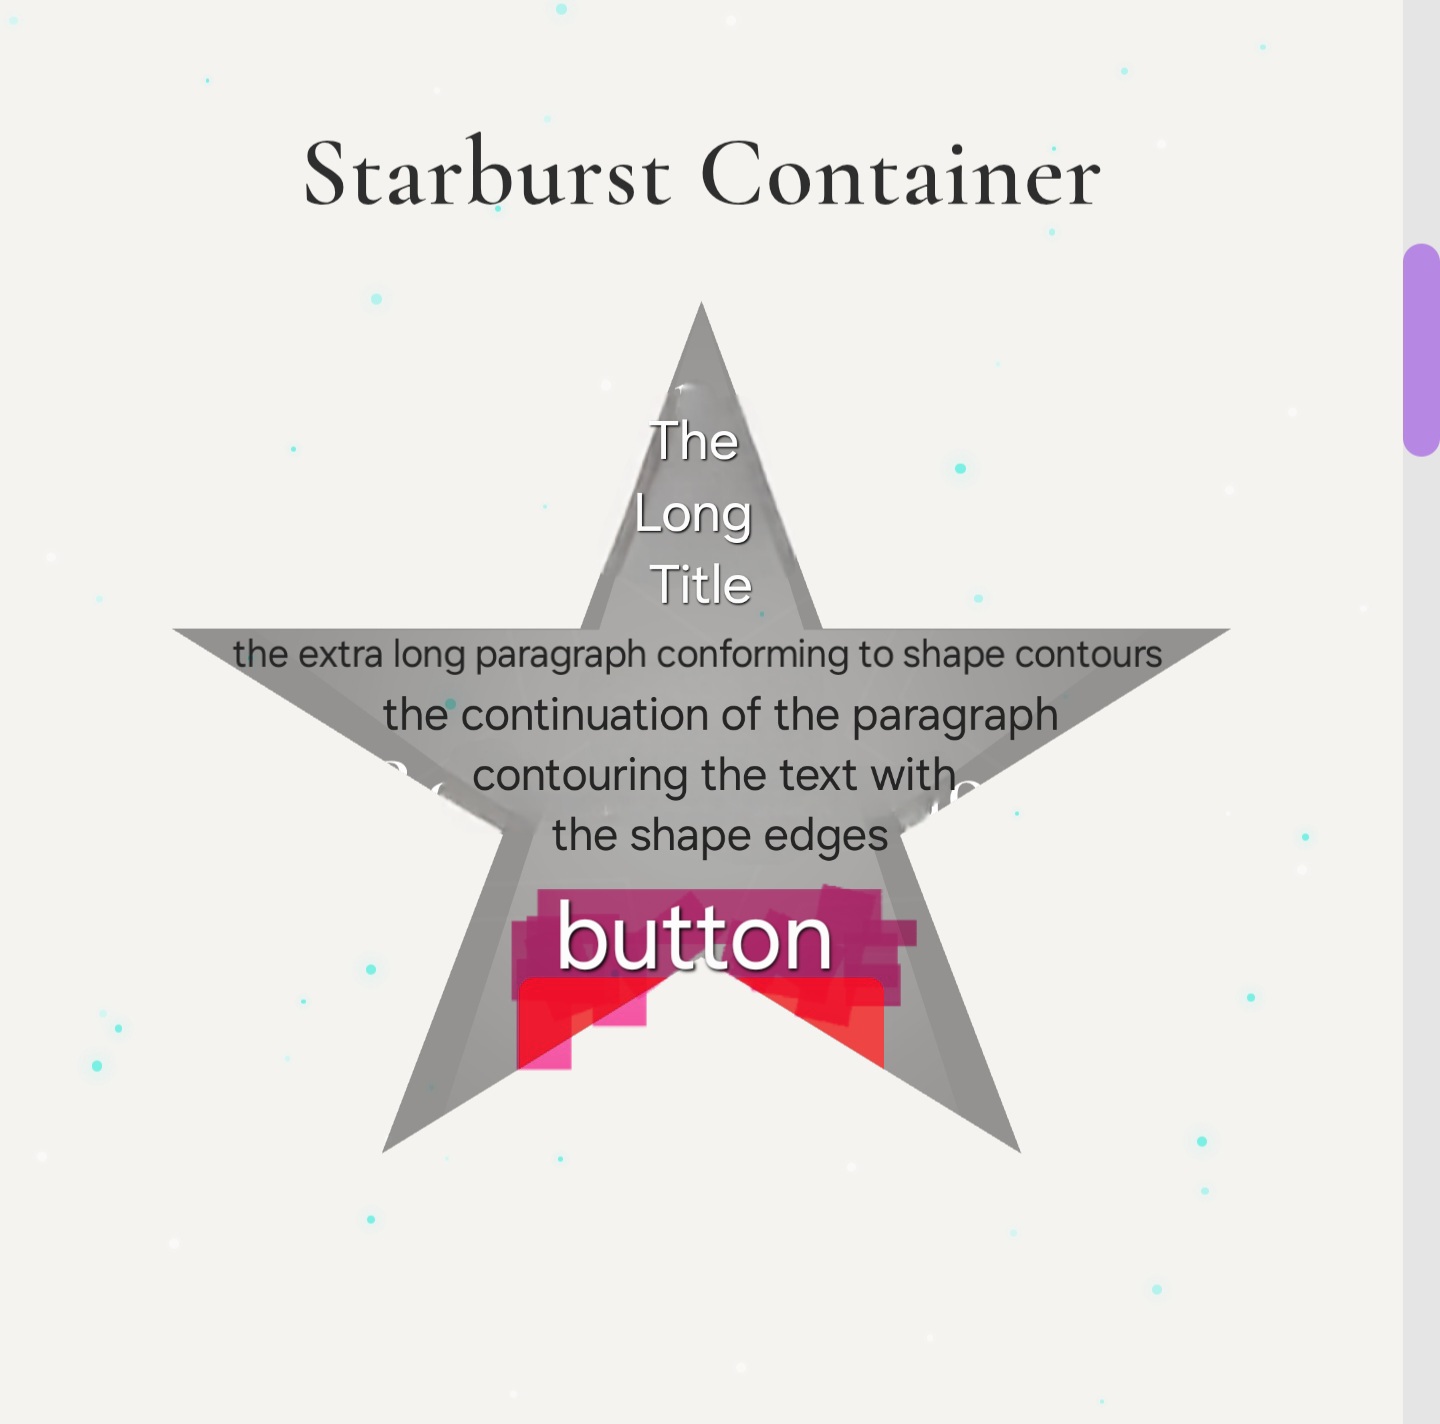 Starburst Container
The
Long
Title
the extra long paragraph conforming to shape contours
the continuation of the paragraph
contouring the text with
the shape edges
button